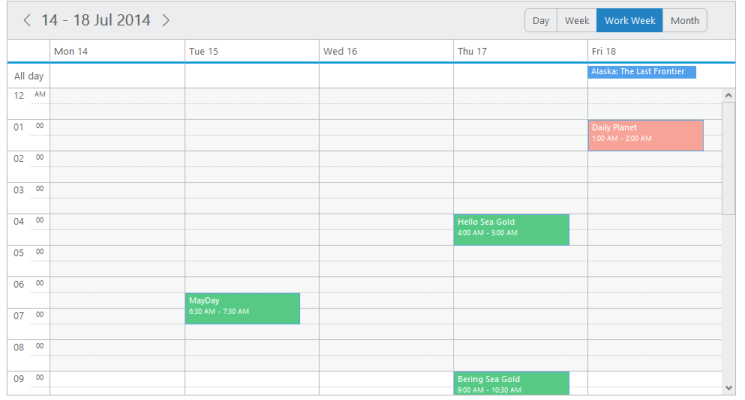 14 - 18 Jul 2014
Day Week Work Week Month
Mon 14 Tue 15 Wed 16 Thu 17 Fri 18
All day
Alaska: The Last Frontier
12 AM
01 00
Daily Planet
1:00 AM - 2:00 AM
02 00
03 00
04 00
Hello Sea Gold
4:00 AM - 5:00 AM
05 00
06 00
MayDay
6:30 AM - 7:30 AM
07 00
08 00
09 00
Bering Sea Gold
9:00 AM - 10:30 AM